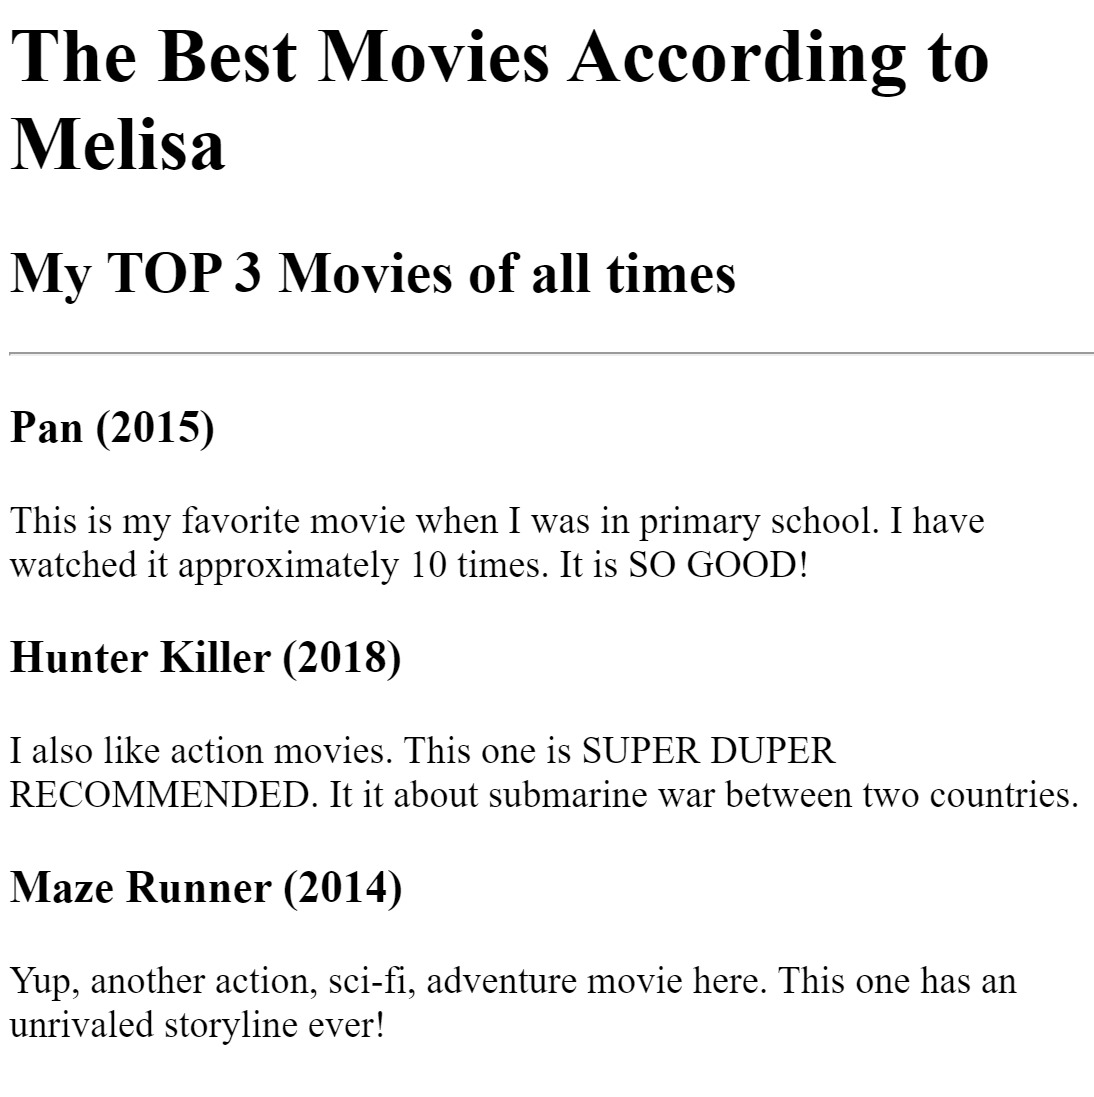 The Best Movies According to
Melisa
My TOP 3 Movies of all times
Pan (2015)
This is my favorite movie when I was in primary school. I have
watched it approximately 10 times. It is SO GOOD!
Hunter Killer (2018)
I also like action movies. This one is SUPER DUPER
RECOMMENDED. It it about submarine war between two countries.
Maze Runner (2014)
Yup, another action, sci-fi, adventure movie here. This one has an
unrivaled storyline ever!